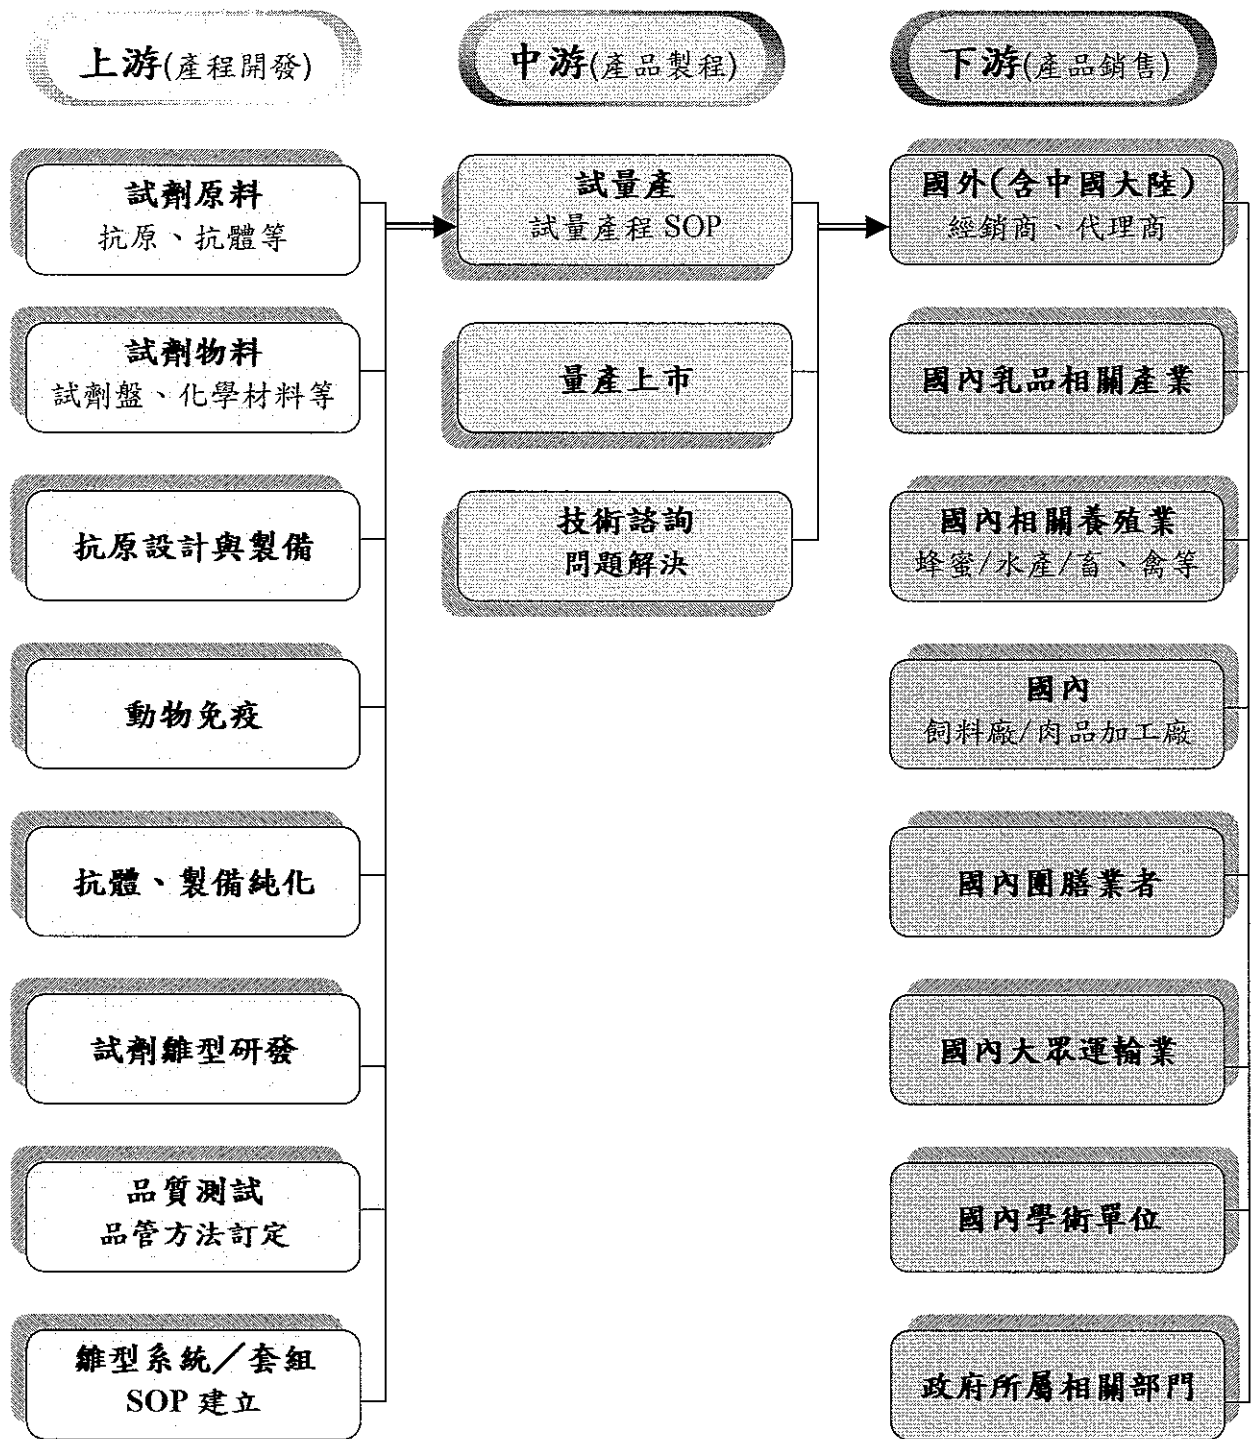 上游(產程開發)
中游(產品製程)
下游(產品銷售)
試劑原料
抗原、抗體等
試劑物料
試劑盤、化學材料等
抗原設計與製備
動物免疫
抗體、製備純化
試劑雛型研發
品質測試
品管方法訂定
雛型系統／套組
SOP 建立
試量產
試量產程 SOP
量產上市
技術諮詢
問題解決
國外(含中國大陸)
經銷商、代理商
國內乳品相關產業
國內相關養殖業
蜂蜜/水產/畜、禽等
國內
飼料廠/肉品加工廠
國內團膳業者
國內大眾運輸業
國內學術單位
政府所屬相關部門